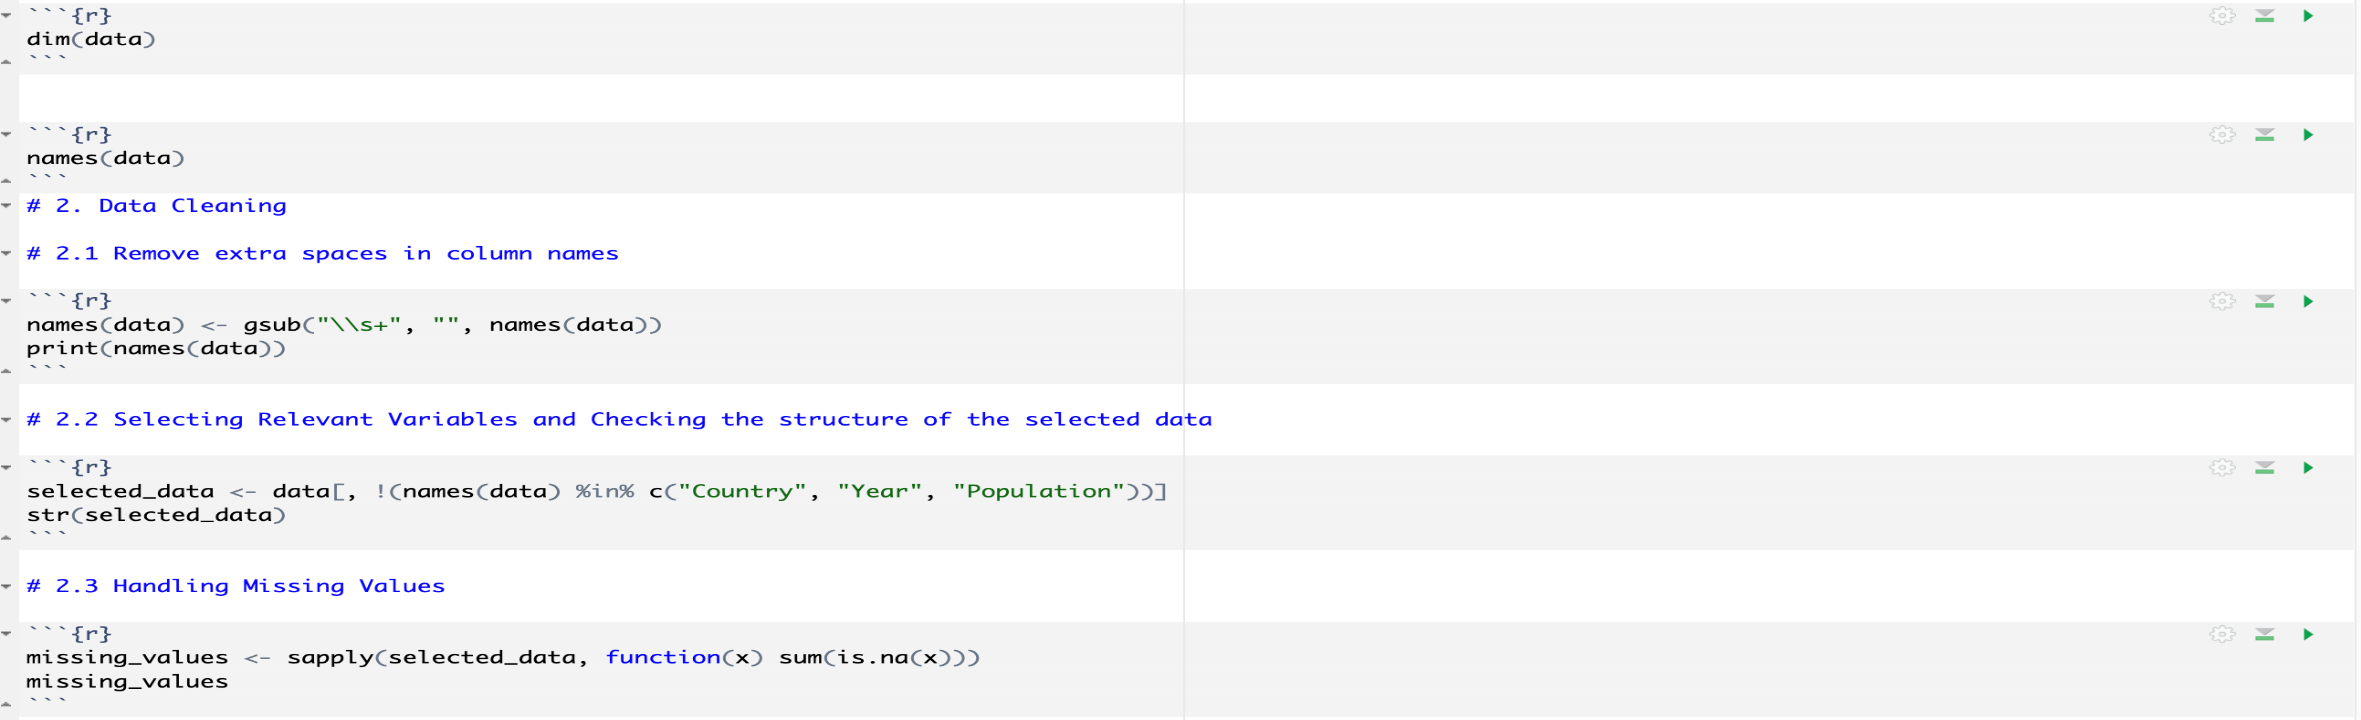 ```{r}
dim(data)
```
```{r}
names(data)
```
# 2. Data Cleaning
# 2.1 Remove extra spaces in column names
```{r}
names(data) <- gsub("\\s+", "", names(data))
print(names(data))
```
# 2.2 Selecting Relevant Variables and Checking the structure of the selected data
```{r}
selected_data <- data[, !(names(data) %in% c("Country", "Year", "Population"))]
str(selected_data)
```
# 2.3 Handling Missing Values
```{r}
missing_values <- sapply(selected_data, function(x) sum(is.na(x)))
missing_values
```